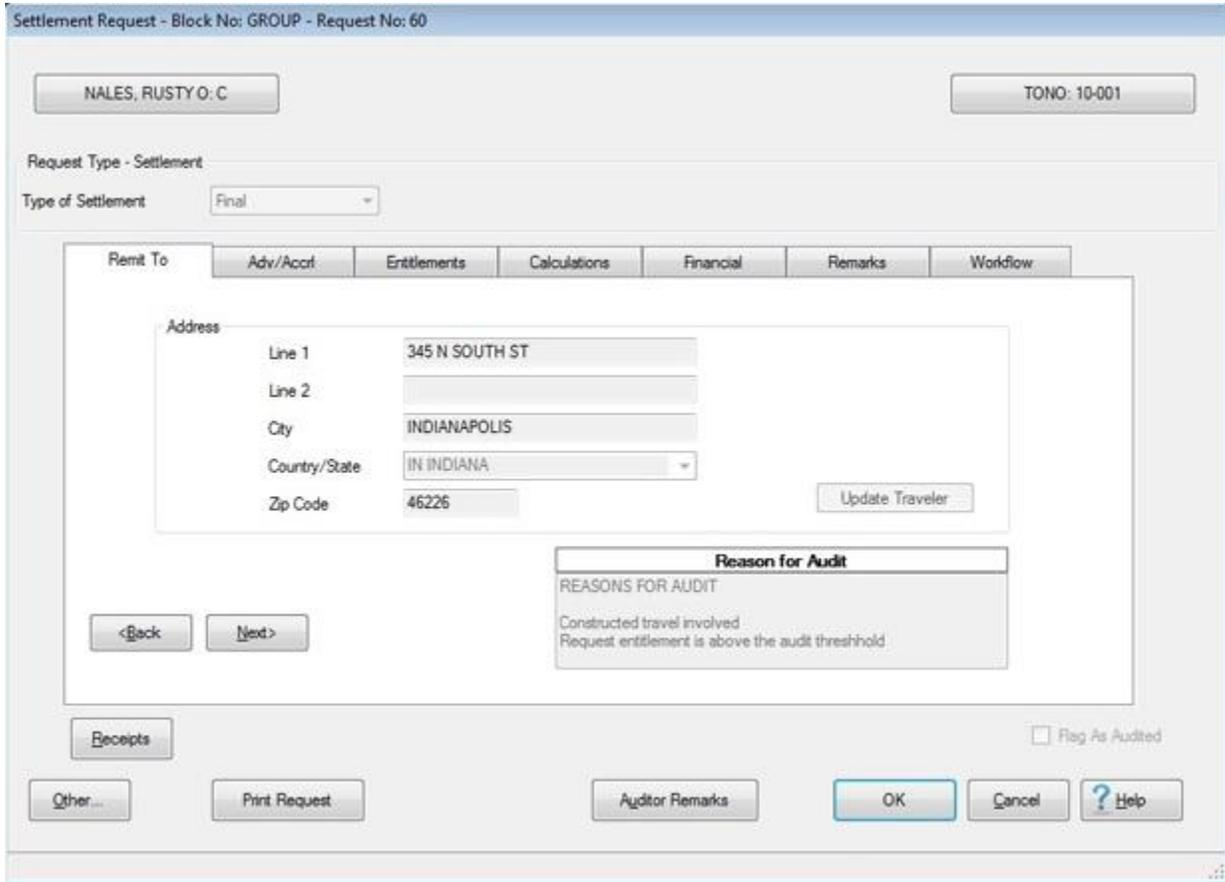 Settlement Request - Block No: GROUP - Request No: 60
NALES, RUSTY O: C
TONO: 10-001
Request Type - Settlement
Type of Settlement
Final
Remit To
Adv/Accrl
Entitlements
Calculations
Financial
Remarks
Workflow
Address
Line 1
345 N SOUTH ST
Line 2
City
INDIANAPOLIS
Country/State
IN INDIANA
Zip Code
46226
Update Traveler
Reason for Audit
REASONS FOR AUDIT
Constructed travel involved
Request entitlement is above the audit threshhold
<Back
Next>
Receipts
Flag As Audited
Other...
Print Request
Auditor Remarks
OK
Cancel
? Help